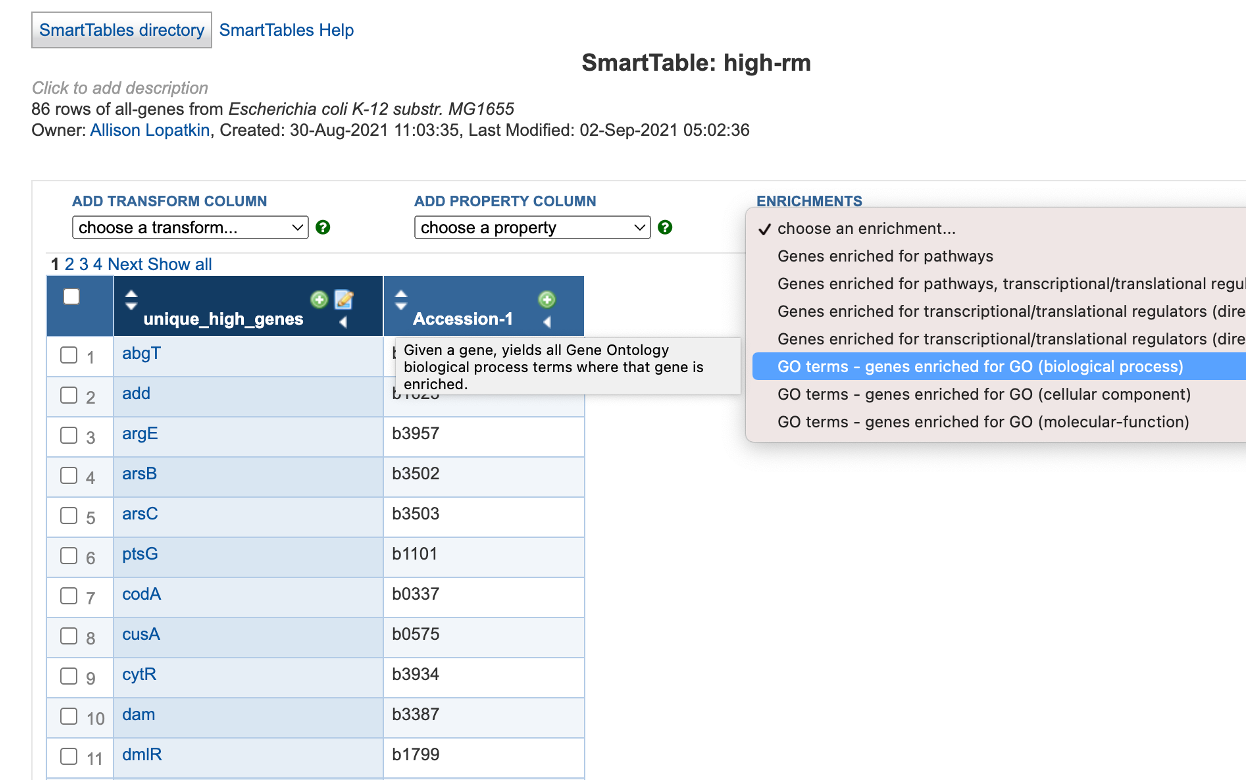 SmartTables directory SmartTables Help
SmartTable: high-rm
Click to add description
86 rows of all-genes from Escherichia coli K-12 substr. MG1655
Owner: Allison Lopatkin, Created: 30-Aug-2021 11:03:35, Last Modified: 02-Sep-2021 05:02:36
ADD TRANSFORM COLUMN
choose a transform...
ADD PROPERTY COLUMN
choose a property
ENRICHMENTS
✓ choose an enrichment...
Genes enriched for pathways
Genes enriched for pathways, transcriptional/translational regul
Genes enriched for transcriptional/translational regulators (dire
Genes enriched for transcriptional/translational regulators (dire
GO terms - genes enriched for GO (biological process)
GO terms - genes enriched for GO (cellular component)
GO terms - genes enriched for GO (molecular-function)
1 2 3 4 Next Show all
unique_high_genes Accession-1
Given a gene, yields all Gene Ontology
biological process terms where that gene is
enriched.
1 abgT
2 add
3 argE b3957
4 arsB b3502
5 arsC b3503
6 ptsG b1101
7 codA b0337
8 cusA b0575
9 cytR b3934
10 dam b3387
11 dmlR b1799